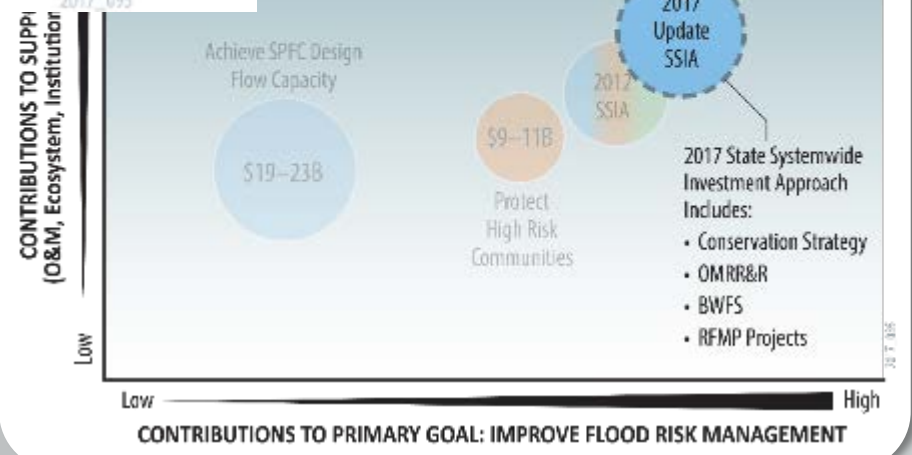 2017_095
CONTRIBUTIONS TO
(O&M, Ecosystem,
Low
Achieve SPFC Design
Flow Capacity
$19–23B
$9–11B
Protect
High Risk
Communities
2012
SSIA
2017
Update
SSIA
2017 State Systemwide
Investment Approach
Includes:
• Conservation Strategy
• OMRR&R
• BWFS
• RFMP Projects
Low
High
CONTRIBUTIONS TO PRIMARY GOAL: IMPROVE FLOOD RISK MANAGEMENT